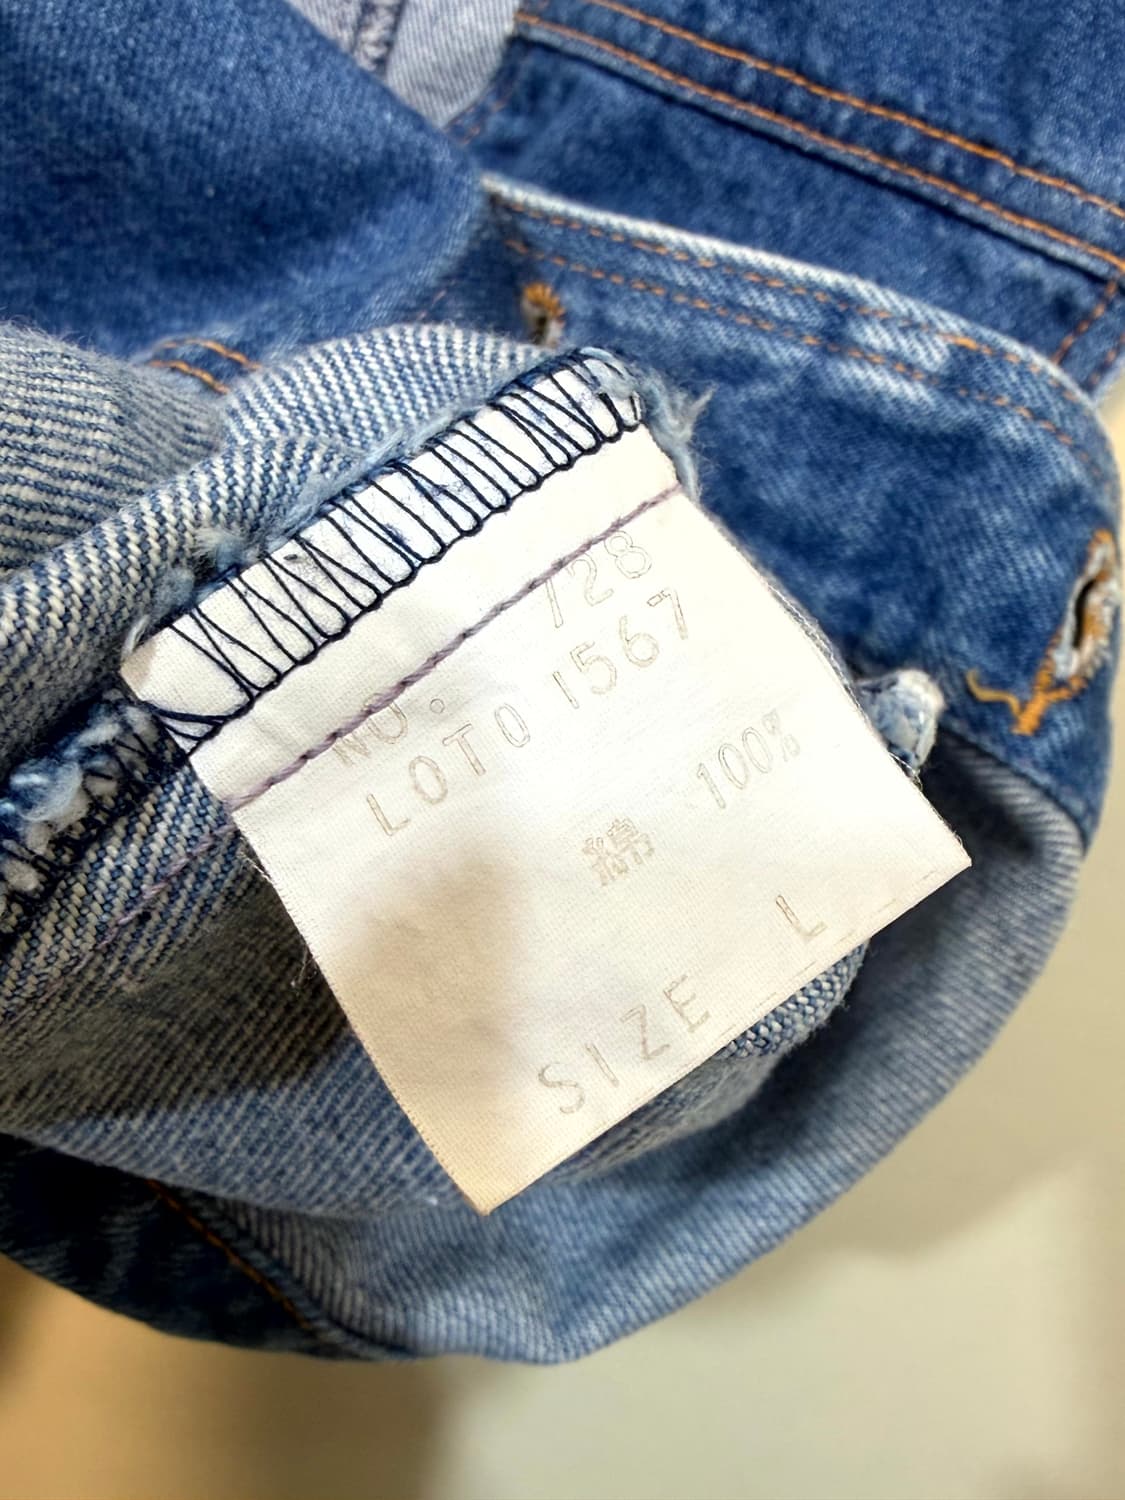 NO. 728
LOT0 1567
綿 100%
SIZE L